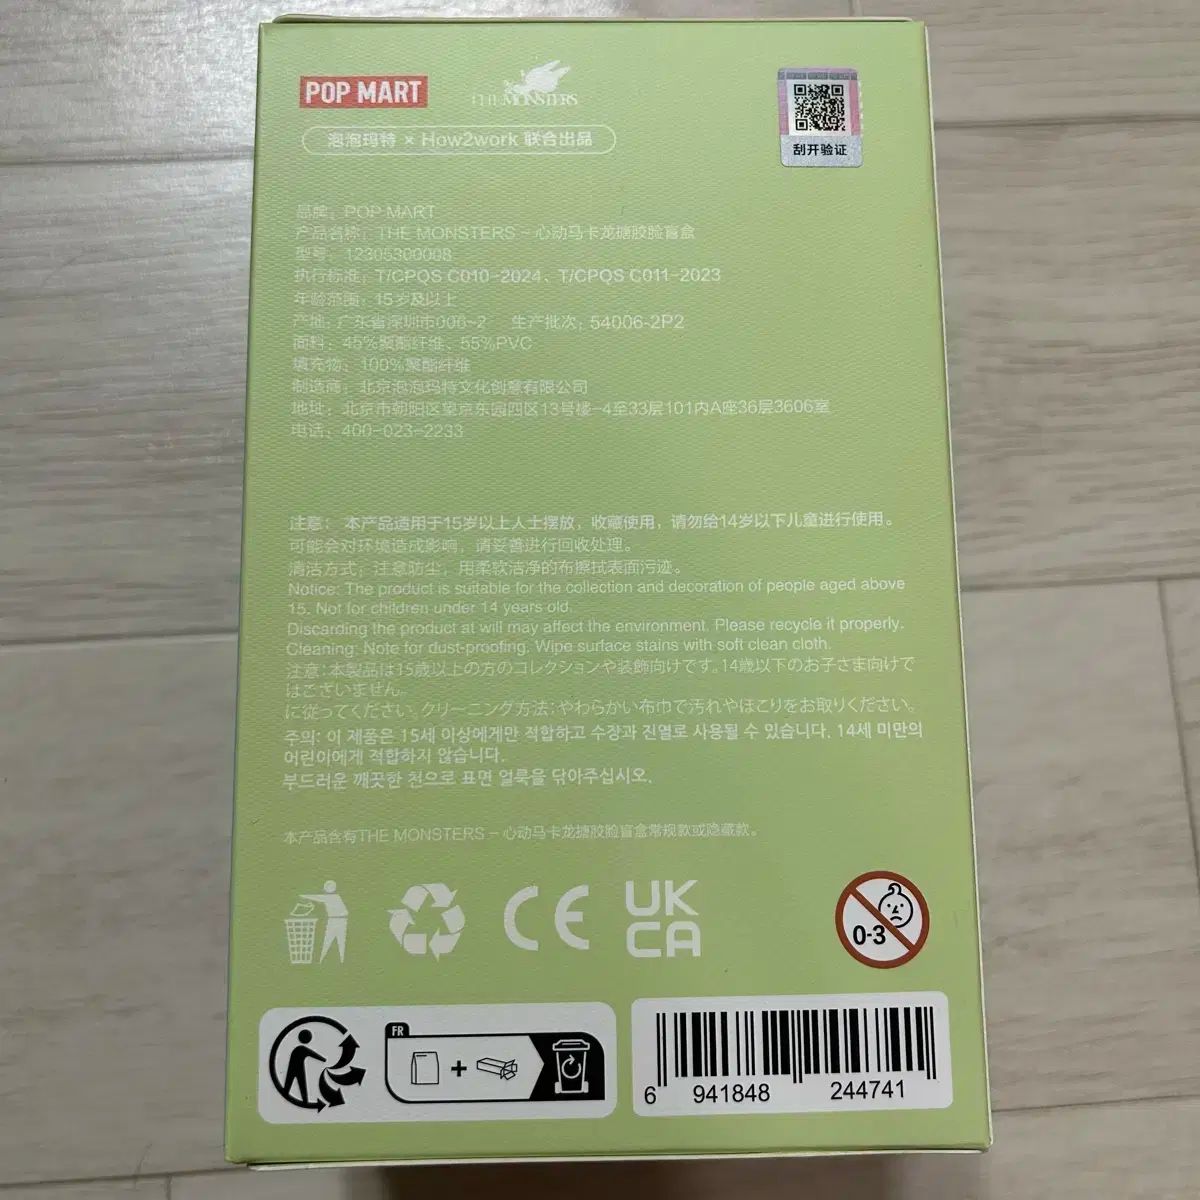 POP MART
THE MONSTERS
泡泡玛特 × How2work 联合出品
刮开验证
品牌：POP MART
产品名称：THE MONSTERS - 心动马卡龙搪胶脸盲盒
型号：12305300008
执行标准：T/CPQS C010-2024、T/CPQS C011-2023
年龄范围：15岁及以上
产地：广东省深圳市006-2 生产批次：54006-2P2
面料：45%聚酯纤维、55%PVC
填充物：100%聚酯纤维
制造商：北京泡泡玛特文化创意有限公司
地址：北京市朝阳区望京东园四区13号楼-4至33层101内A座36层3606室
电话：400-023-2233
注意：本产品适用于15岁以上人士摆放，收藏使用，请勿给14岁以下儿童进行使用。
可能会对环境造成影响，请妥善进行回收处理。
清洁方式：注意防尘，用柔软洁净的布擦拭表面污迹。
Notice: The product is suitable for the collection and decoration of people aged above
15. Not for children under 14 years old.
Discarding the product at will may affect the environment. Please recycle it properly.
Cleaning: Note for dust-proofing. Wipe surface stains with soft clean cloth.
注意：本製品は15歳以上の方のコレクションや装飾向けです。14歳以下のお子さま向けで
はございません。
に従ってください。クリーニング方法：やわらかい布巾で汚れやほこりをお取りください。
주의: 이 제품은 15세 이상에게만 적합하고 수장과 진열로 사용될 수 있습니다. 14세 미만의
어린이에게 적합하지 않습니다.
부드러운 깨끗한 천으로 표면 얼룩을 닦아주십시오.
本产品含有THE MONSTERS - 心动马卡龙搪胶脸盲盒常规款或隐藏款。
CE
UK
CA
0-3
FR
+
6 941848 244741